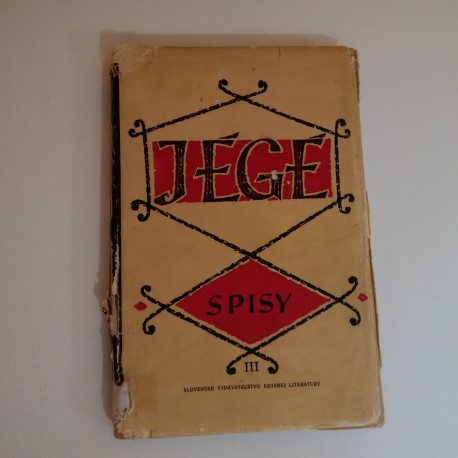 JÉGÉ
SPISY
III
SLOVENSKÉ VYDAVATEĽSTVO KRÁSNEJ LITERATÚRY